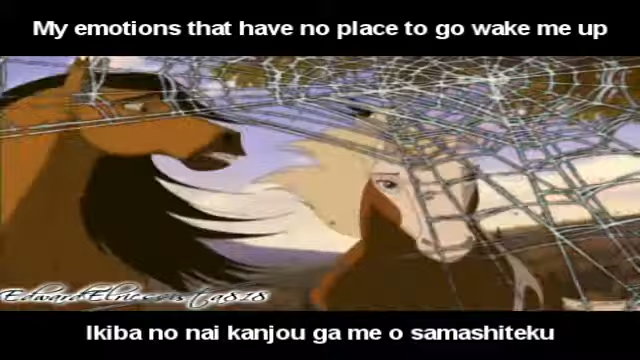 My emotions that have no place to go wake me up
Ikiba no nai kanjou ga me o samashiteku